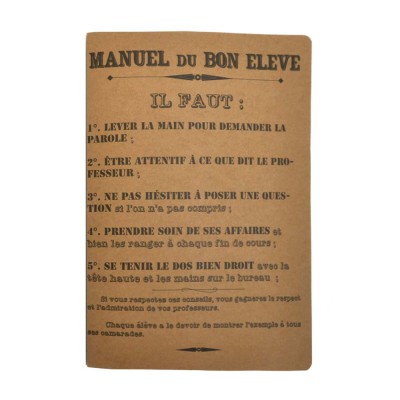 MANUEL DU BON ELEVE
IL FAUT :
1°. LEVER LA MAIN POUR DEMANDER LA
PAROLE ;
2°. ÊTRE ATTENTIF À CE QUE DIT LE PRO-
FESSEUR ;
3°. NE PAS HÉSITER À POSER UNE QUES-
TION si l'on n'a pas compris ;
4°. PRENDRE SOIN DE SES AFFAIRES et
bien les ranger à chaque fin de cours ;
5°. SE TENIR LE DOS BIEN DROIT avec la
tête haute et les mains sur le bureau ;
Si vous respectez ces conseils, vous gagnerez le respect
et l'admiration de vos professeurs.
Chaque élève a le devoir de montrer l'exemple à tous
ses camarades.